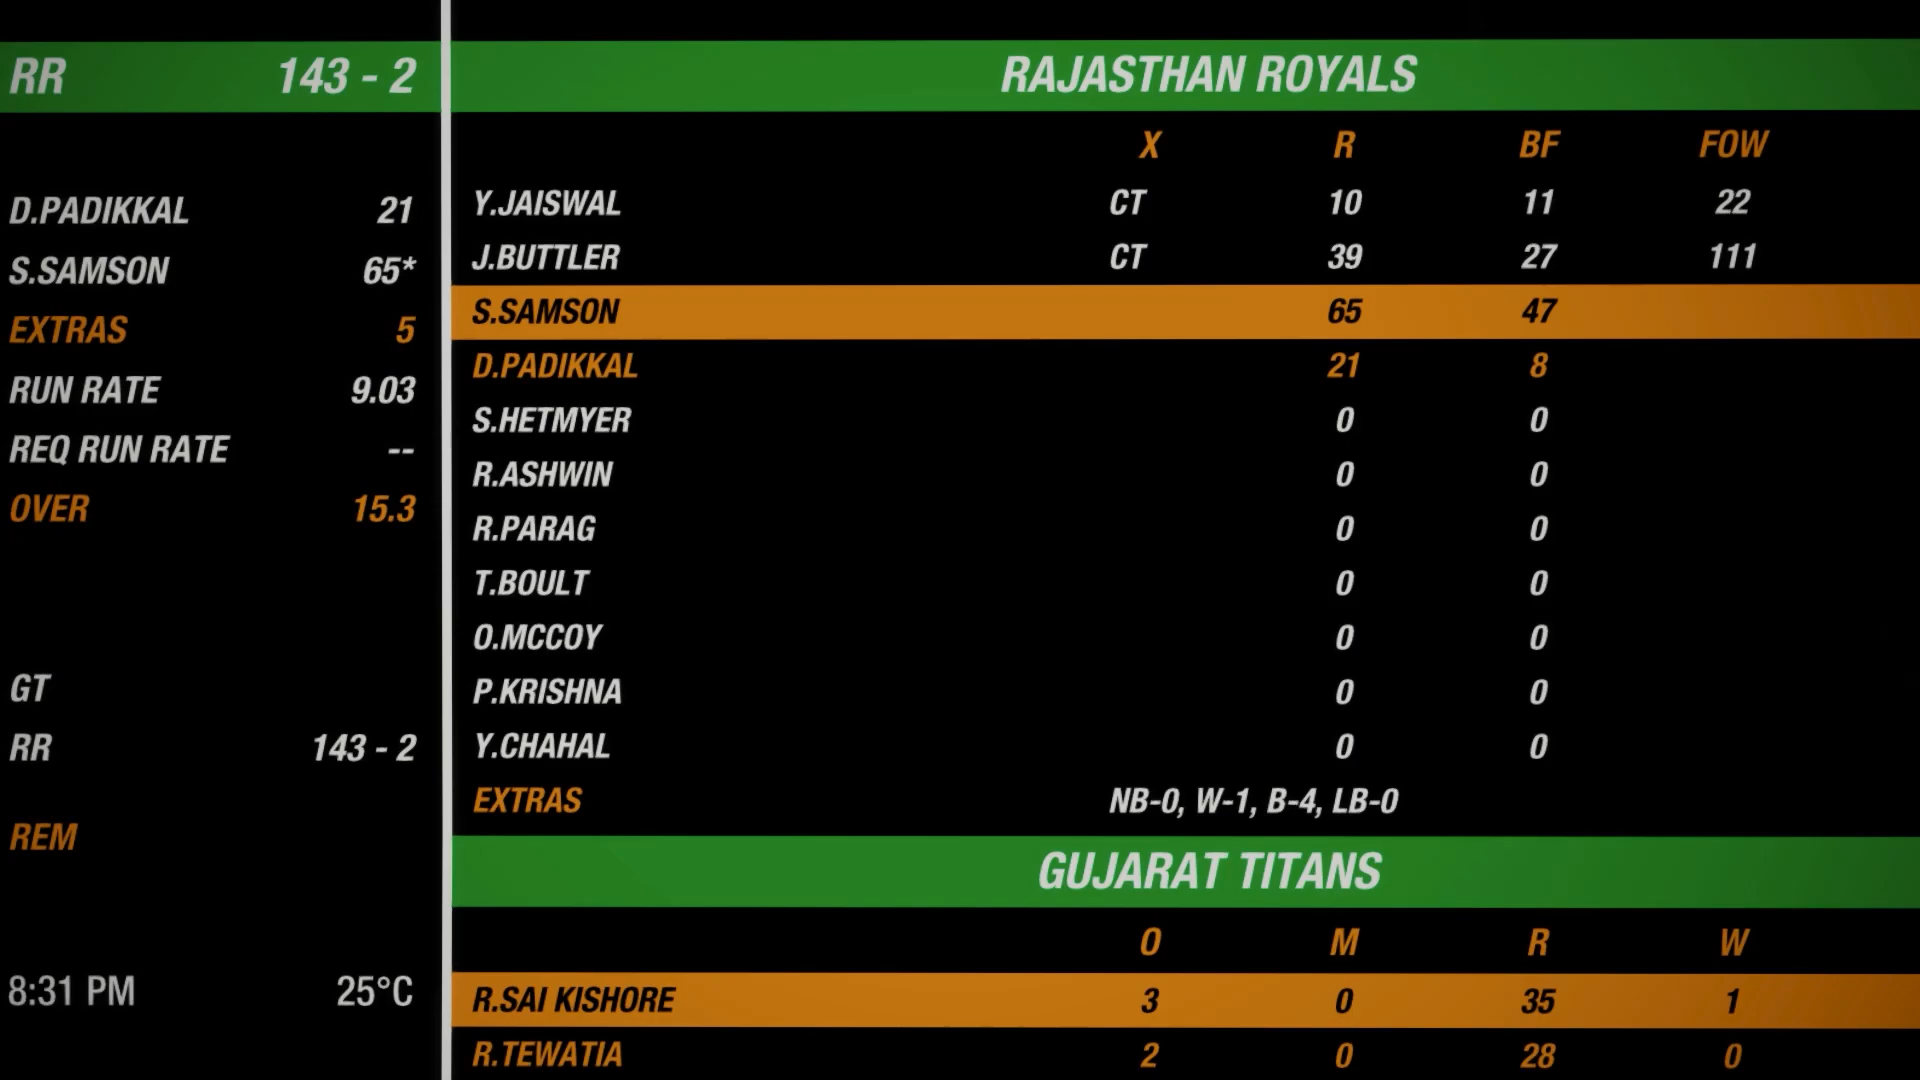 RR 143 - 2
D.PADIKKAL 21
S.SAMSON 65*
EXTRAS 5
RUN RATE 9.03
REQ RUN RATE --
OVER 15.3
GT
RR 143 - 2
REM
8:31 PM 25°C
RAJASTHAN ROYALS
X R BF FOW
Y.JAISWAL CT 10 11 22
J.BUTTLER CT 39 27 111
S.SAMSON 65 47
D.PADIKKAL 21 8
S.HETMYER 0 0
R.ASHWIN 0 0
R.PARAG 0 0
T.BOULT 0 0
O.MCCOY 0 0
P.KRISHNA 0 0
Y.CHAHAL 0 0
EXTRAS NB-0, W-1, B-4, LB-0
GUJARAT TITANS
O M R W
R.SAI KISHORE 3 0 35 1
R.TEWATIA 2 0 28 0